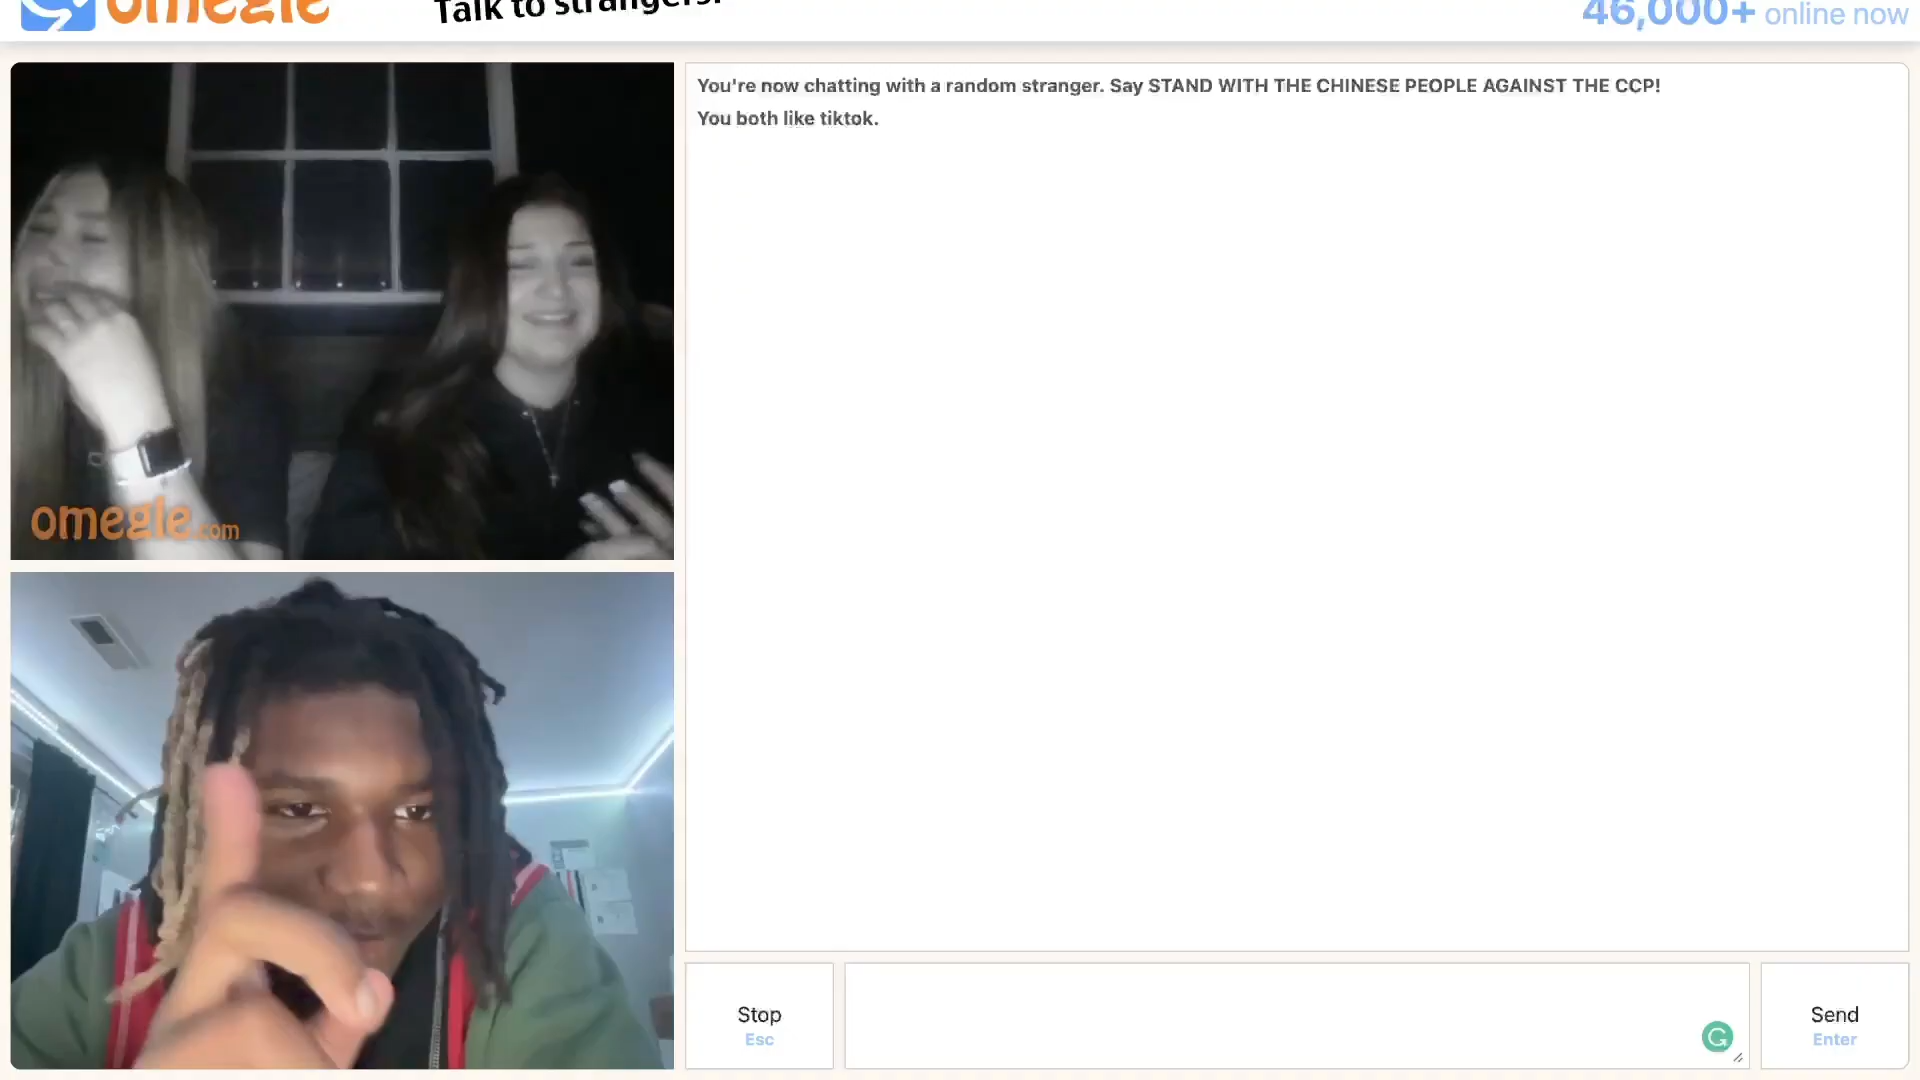 omegle
Talk to strangers!
46,000+ online now
You're now chatting with a random stranger. Say STAND WITH THE CHINESE PEOPLE AGAINST THE CCP!
You both like tiktok.
omegle.com
Stop
Esc
Send
Enter